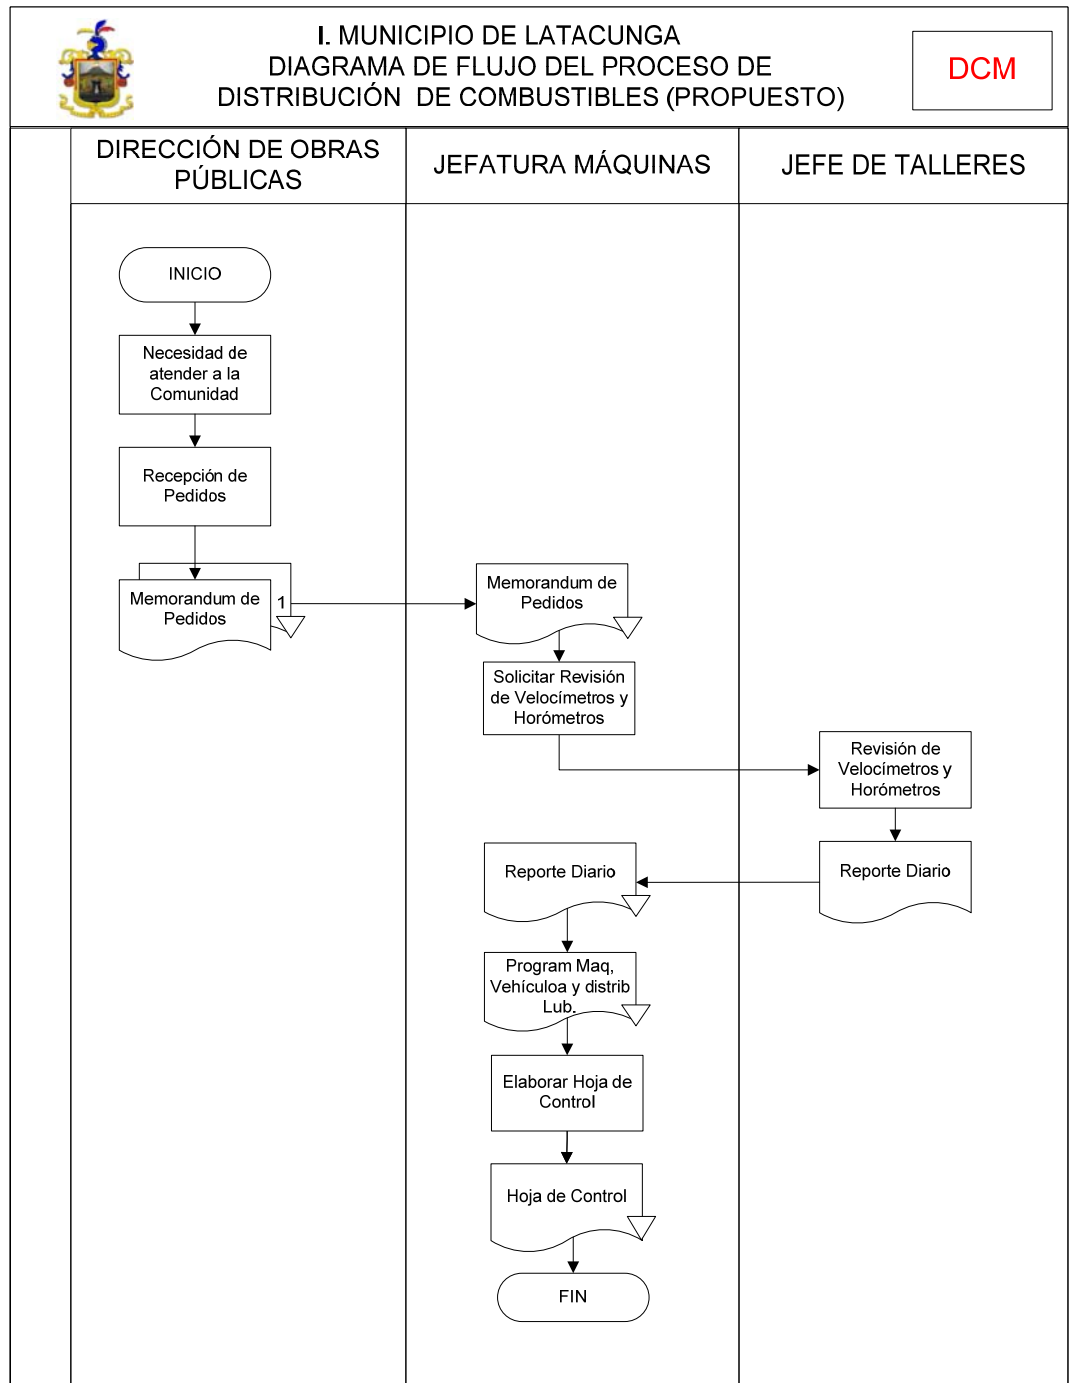 I. MUNICIPIO DE LATACUNGA
DIAGRAMA DE FLUJO DEL PROCESO DE
DISTRIBUCIÓN DE COMBUSTIBLES (PROPUESTO)
DCM
DIRECCIÓN DE OBRAS
PÚBLICAS
JEFATURA MÁQUINAS
JEFE DE TALLERES
INICIO
Necesidad de
atender a la
Comunidad
Recepción de
Pedidos
Memorandum de
Pedidos
1
Memorandum de
Pedidos
Solicitar Revisión
de Velocímetros y
Horómetros
Revisión de
Velocímetros y
Horómetros
Reporte Diario
Reporte Diario
Program Maq,
Vehículoa y distrib
Lub.
Elaborar Hoja de
Control
Hoja de Control
FIN